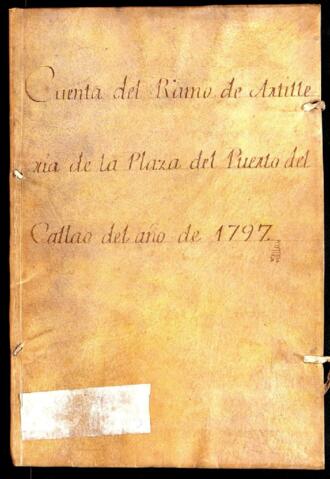 Cuenta del Ramo de Artille
ria de la Plaza del Puerto del
Callao del año de 1797